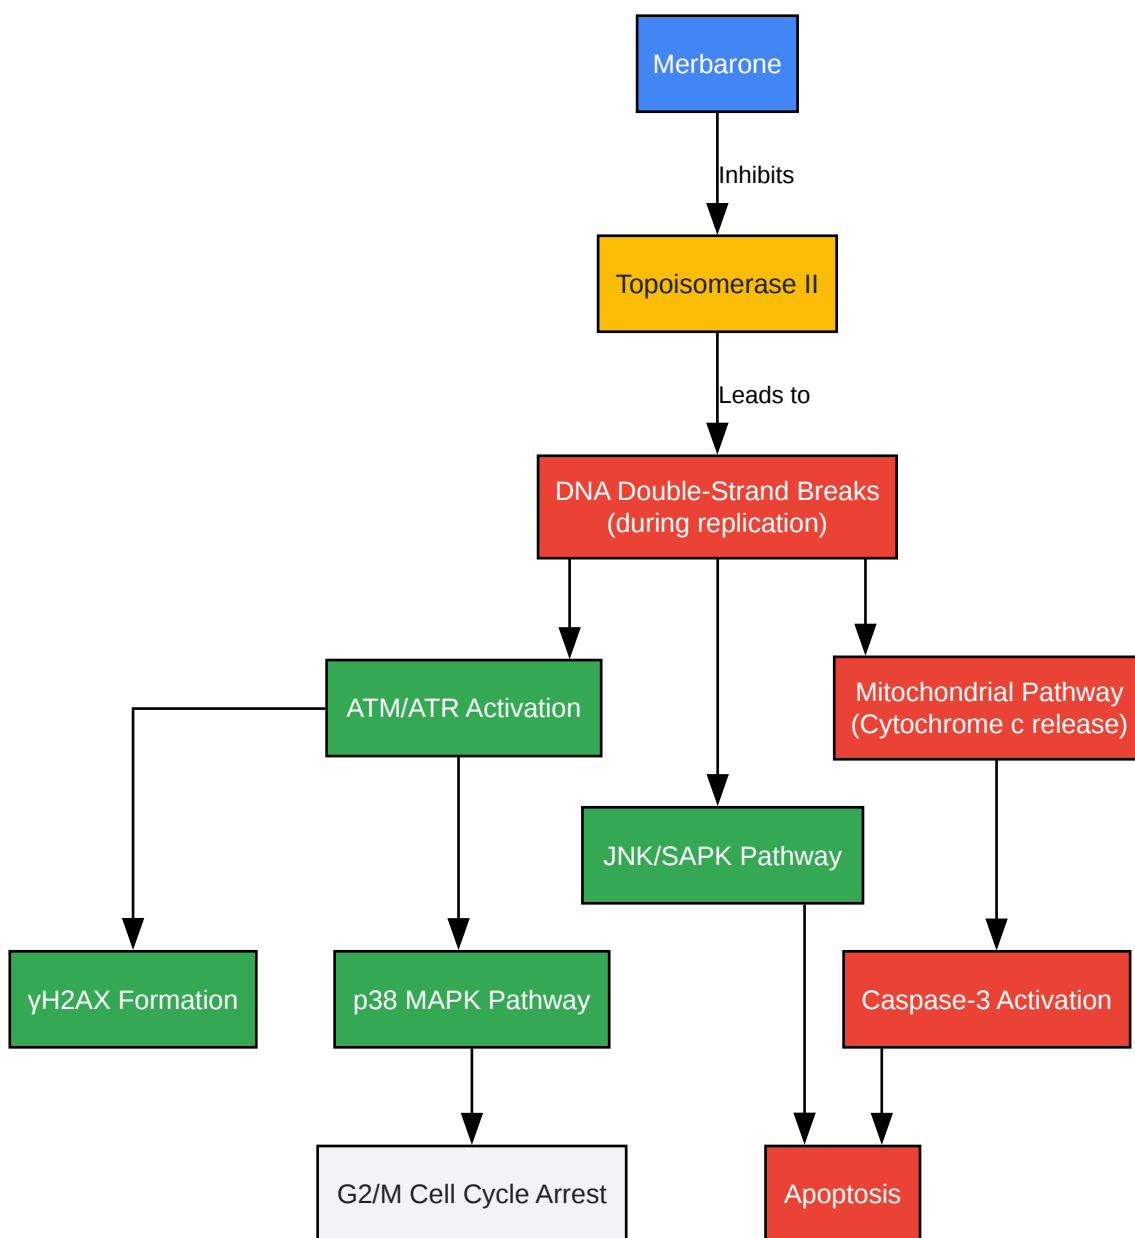 Merbarone
Inhibits
Topoisomerase II
Leads to
DNA Double-Strand Breaks
(during replication)
ATM/ATR Activation
Mitochondrial Pathway
(Cytochrome c release)
JNK/SAPK Pathway
γH2AX Formation
p38 MAPK Pathway
Caspase-3 Activation
G2/M Cell Cycle Arrest
Apoptosis